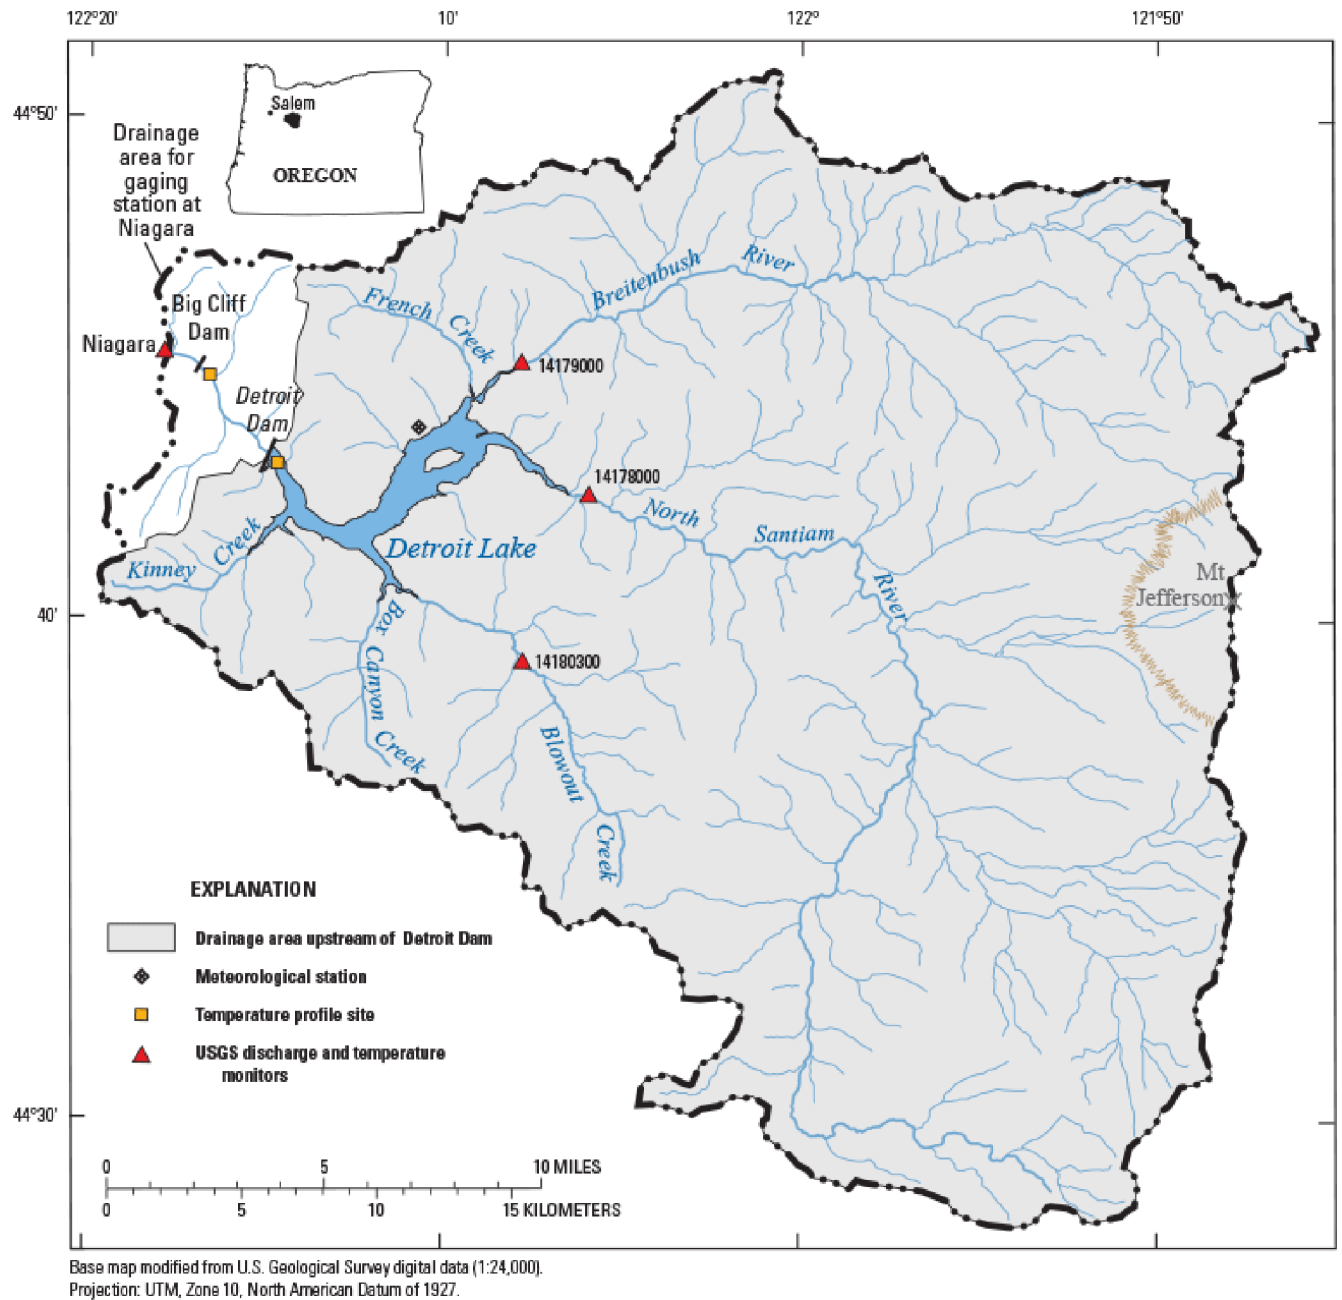 122°20'
10'
122°
121°50'
44°50'
Salem
OREGON
Drainage
area for
gaging
station at
Niagara
Big Cliff
Dam
Niagara
Detroit
Dam
French
Creek
Breitenbush
River
14179000
14178000
North
Santiam
River
Detroit Lake
Kinney
Creek
Mt
Jefferson
40'
Box
Canyon
Creek
14180300
Blowout
Creek
EXPLANATION
Drainage area upstream of Detroit Dam
Meteorological station
Temperature profile site
USGS discharge and temperature
monitors
44°30'
0
5
10 MILES
0
5
10
15 KILOMETERS
Base map modified from U.S. Geological Survey digital data (1:24,000).
Projection: UTM, Zone 10, North American Datum of 1927.